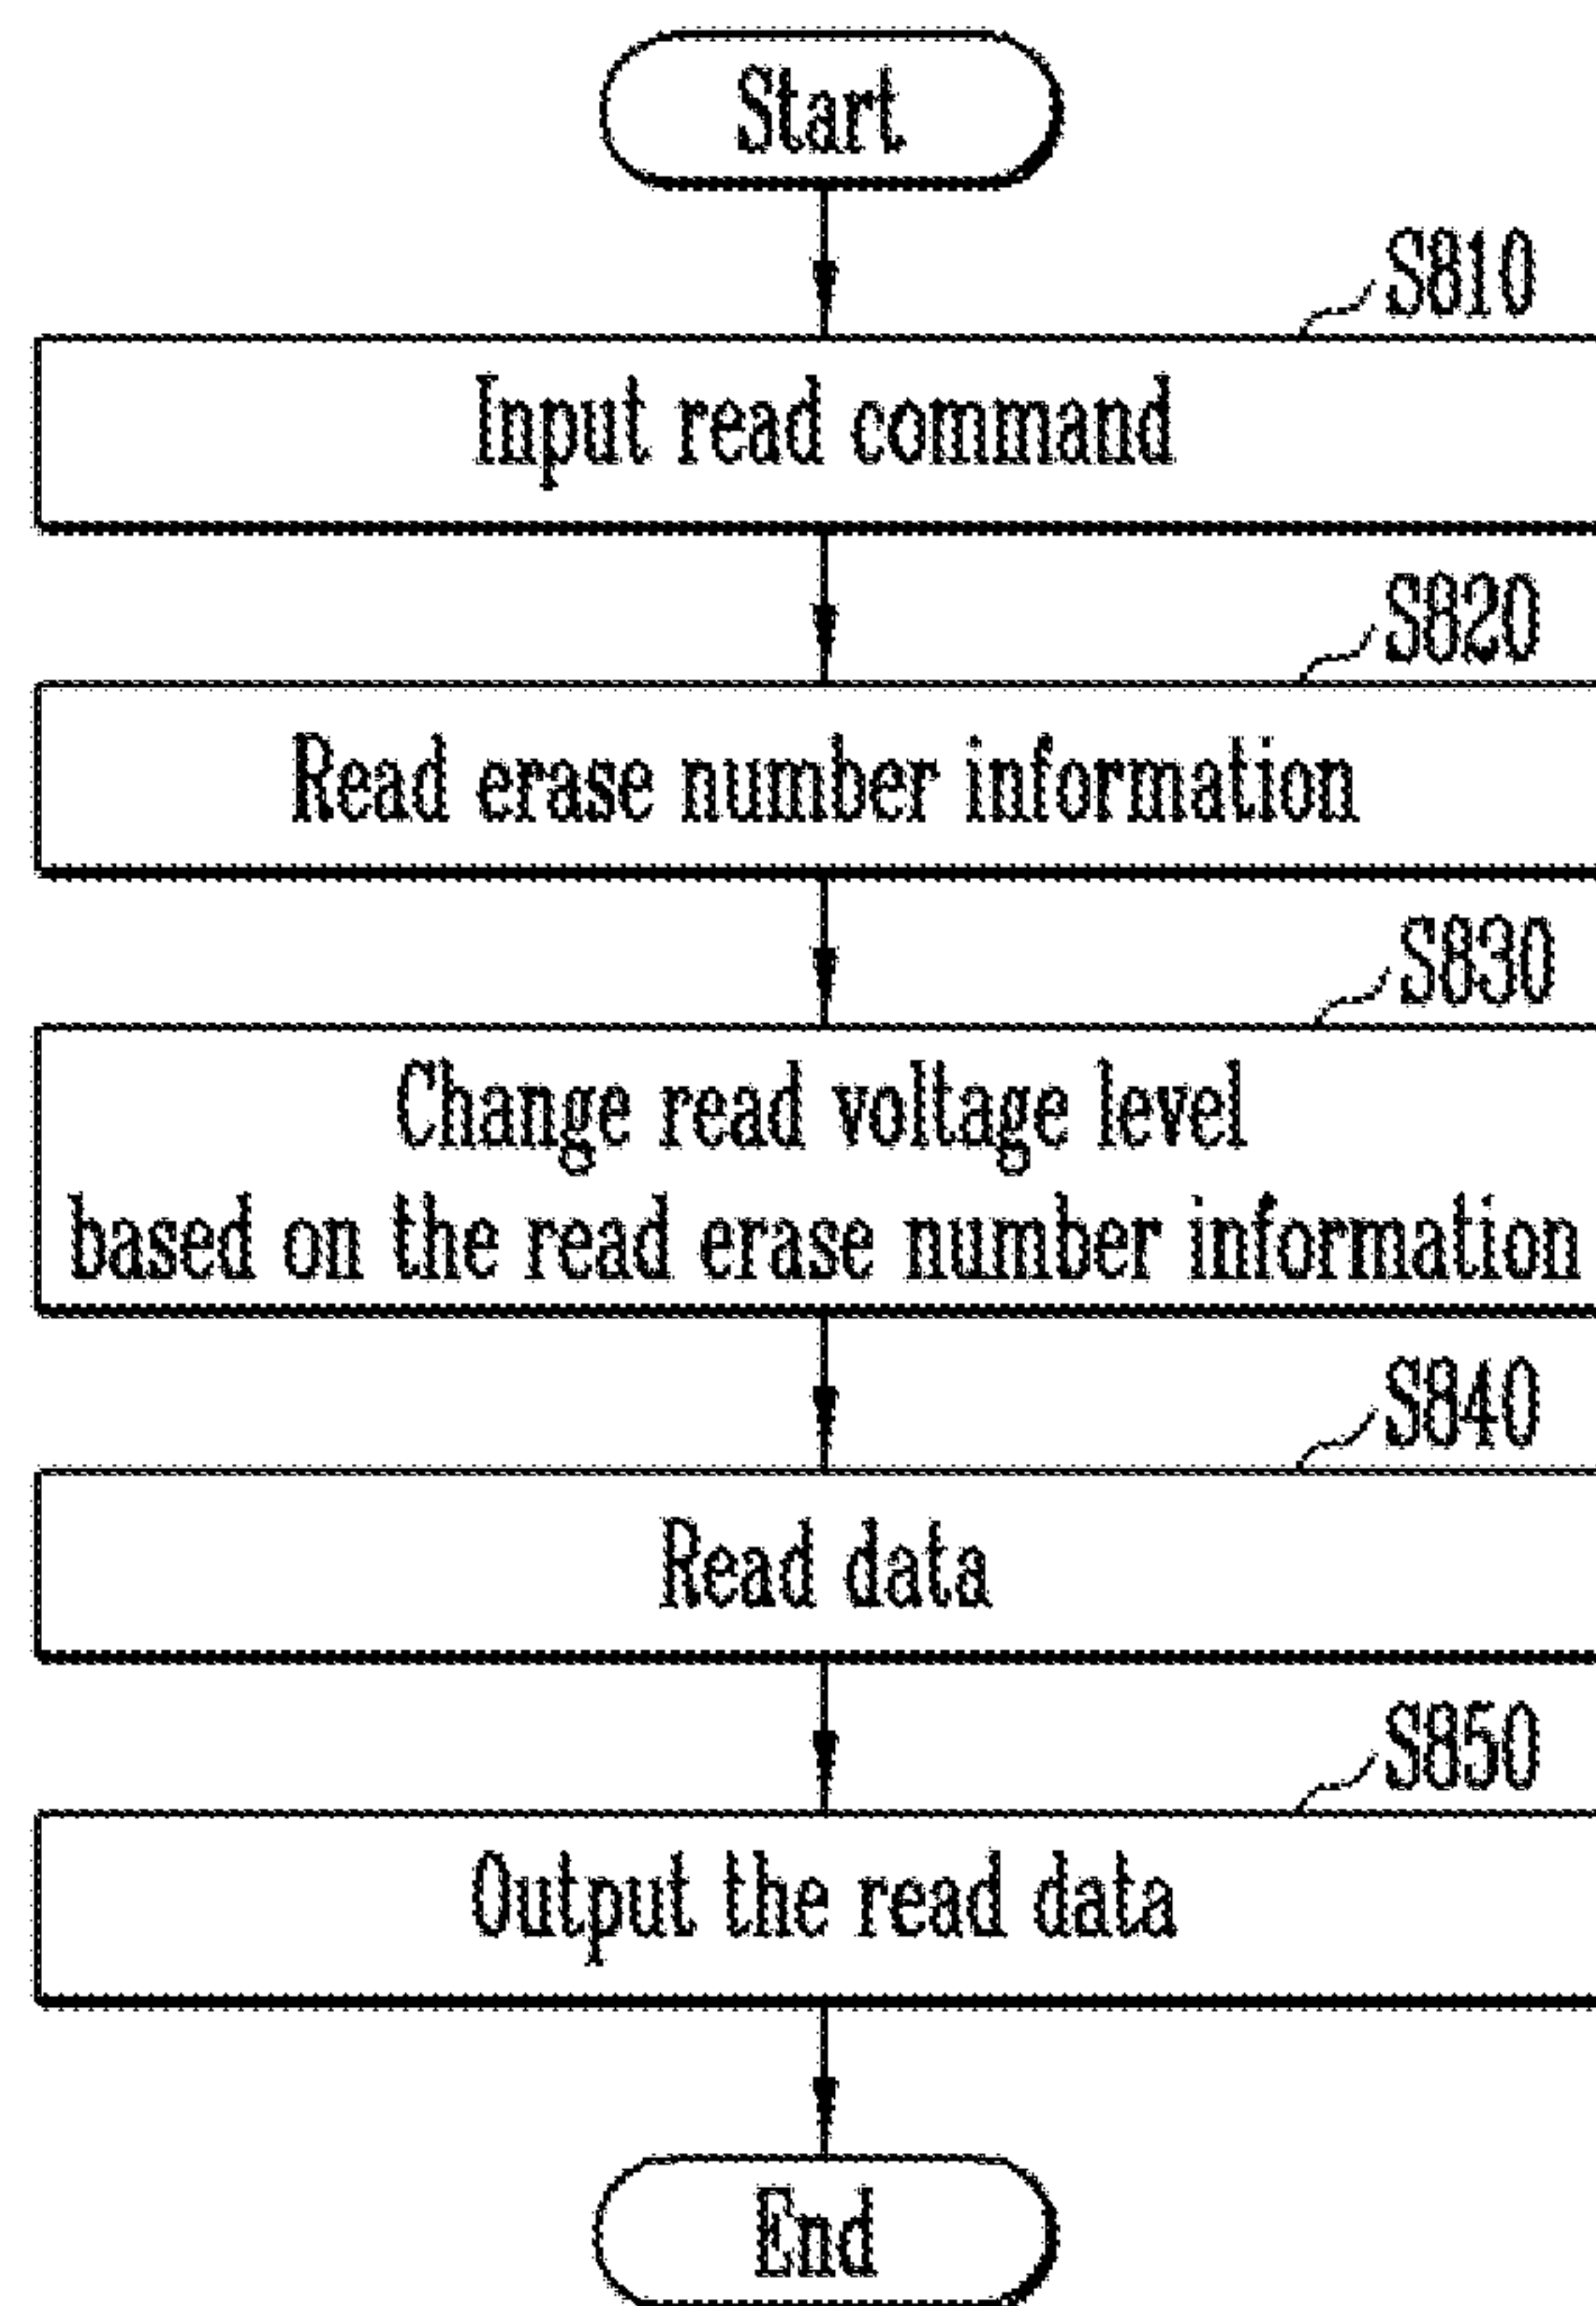 Start
S810
Input read command
S820
Read erase number information
S830
Change read voltage level
based on the read erase number information
S840
Read data
S850
Output the read data
End